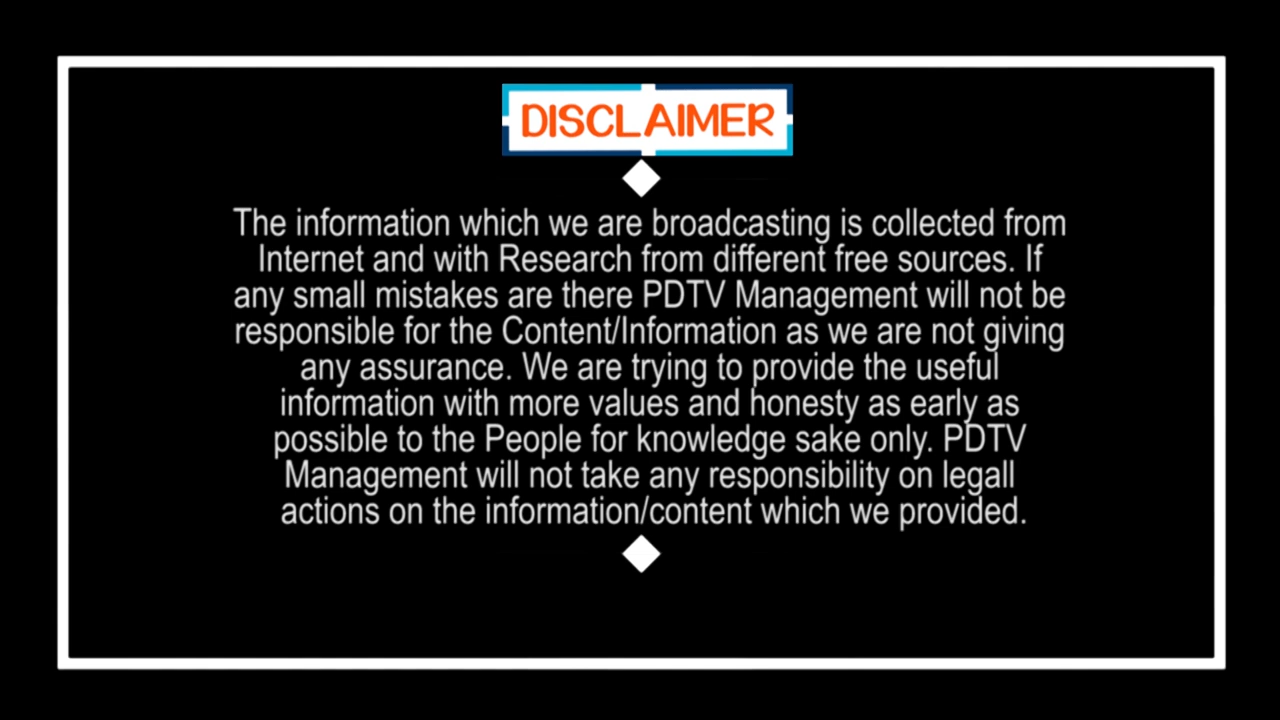 DISCLAIMER
The information which we are broadcasting is collected from
Internet and with Research from different free sources. If
any small mistakes are there PDTV Management will not be
responsible for the Content/Information as we are not giving
any assurance. We are trying to provide the useful
information with more values and honesty as early as
possible to the People for knowledge sake only. PDTV
Management will not take any responsibility on legall
actions on the information/content which we provided.